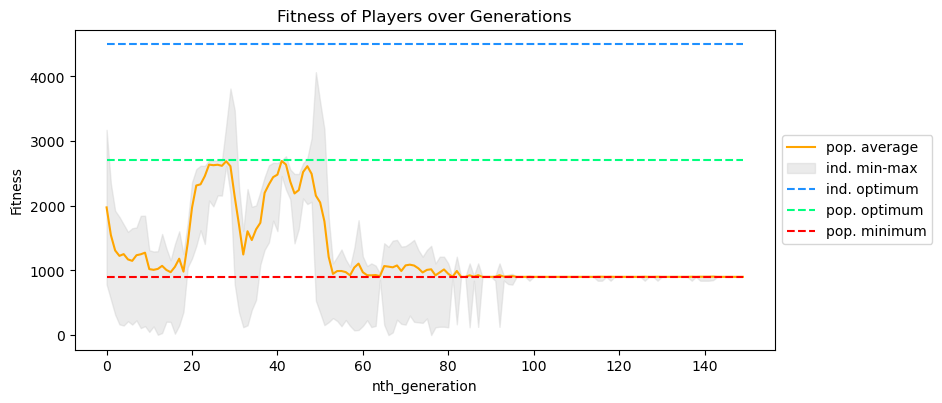 Fitness of Players over Generations
Fitness
4000
3000
2000
1000
0
0 20 40 60 80 100 120 140
nth_generation
pop. average
ind. min-max
ind. optimum
pop. optimum
pop. minimum